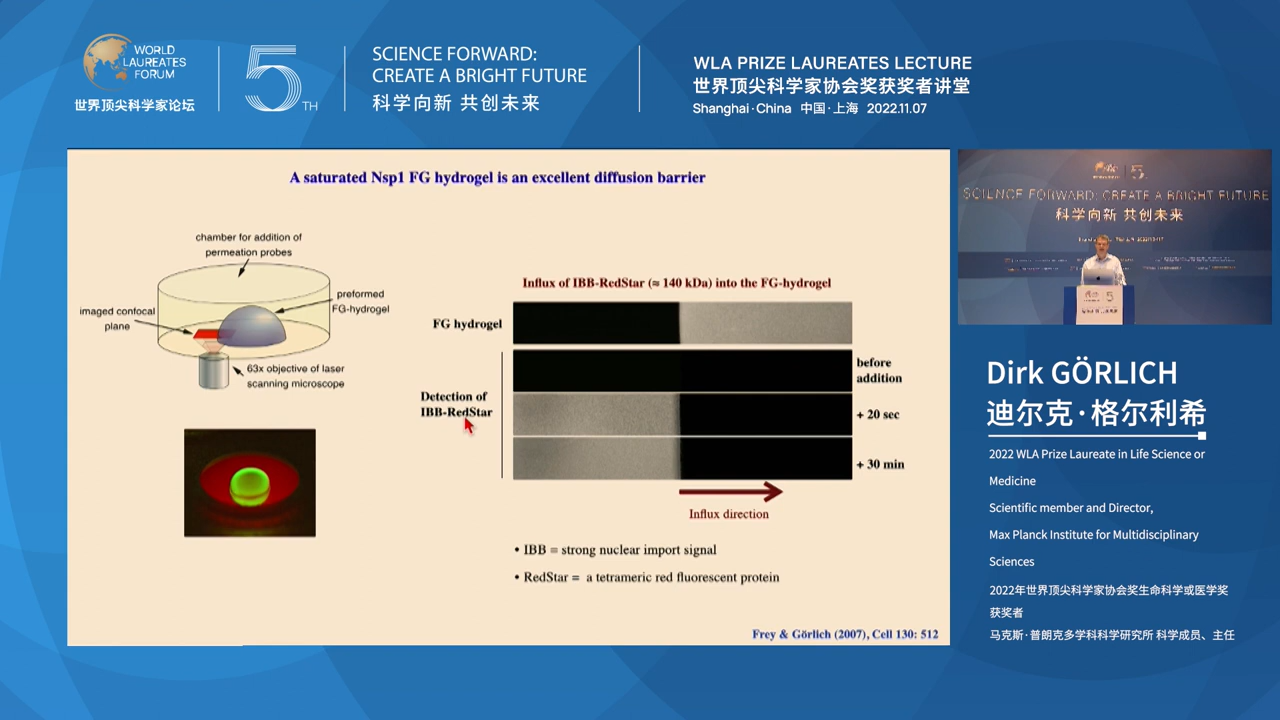 WORLD
LAUREATES
FORUM
世界顶尖科学家论坛
5TH
SCIENCE FORWARD:
CREATE A BRIGHT FUTURE
科学向新 共创未来
WLA PRIZE LAUREATES LECTURE
世界顶尖科学家协会奖获奖者讲堂
Shanghai·China 中国·上海 2022.11.07
A saturated Nsp1 FG hydrogel is an excellent diffusion barrier
chamber for addition of
permeation probes
imaged confocal
plane
preformed
FG-hydrogel
63x objective of laser
scanning microscope
Influx of IBB-RedStar (≈ 140 kDa) into the FG-hydrogel
FG hydrogel
before
addition
Detection of
IBB-RedStar
+ 20 sec
+ 30 min
Influx direction
• IBB = strong nuclear import signal
• RedStar = a tetrameric red fluorescent protein
Frey & Görlich (2007), Cell 130: 512
SCIENCE FORWARD: CREATE A BRIGHT FUTURE
科学向新 共创未来
Dirk GÖRLICH
迪尔克·格尔利希
2022 WLA Prize Laureate in Life Science or
Medicine
Scientific member and Director,
Max Planck Institute for Multidisciplinary
Sciences
2022年世界顶尖科学家协会奖生命科学或医学奖
获奖者
马克斯·普朗克多学科科学研究所 科学成员、主任